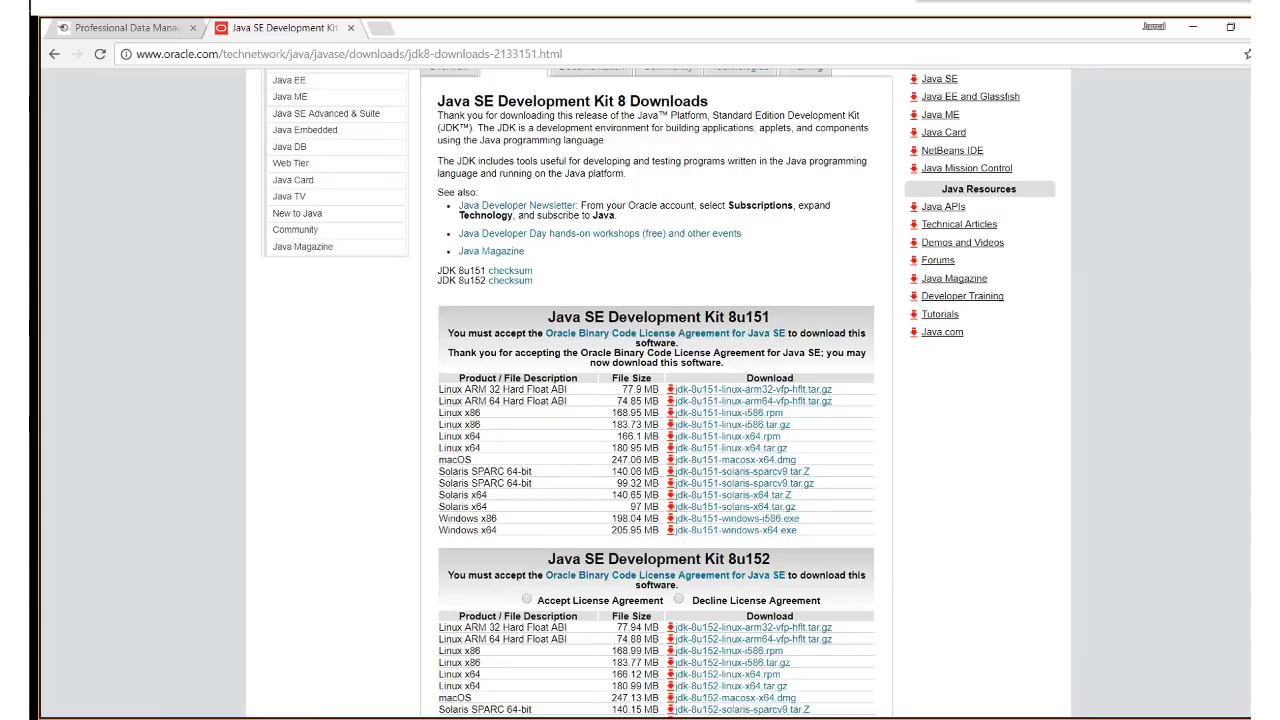 Professional Data Mana
Java SE Development Kit
Jawad
www.oracle.com/technetwork/java/javase/downloads/jdk8-downloads-2133151.html
Java EE
Java ME
Java SE Advanced & Suite
Java Embedded
Java DB
Web Tier
Java Card
Java TV
New to Java
Community
Java Magazine
Overview
Documentation
Community
Technologies
Training
Java SE Development Kit 8 Downloads
Thank you for downloading this release of the Java™ Platform, Standard Edition Development Kit
(JDK™). The JDK is a development environment for building applications, applets, and components
using the Java programming language
The JDK includes tools useful for developing and testing programs written in the Java programming
language and running on the Java platform.
See also:
Java Developer Newsletter: From your Oracle account, select Subscriptions, expand
Technology, and subscribe to Java.
Java Developer Day hands-on workshops (free) and other events
Java Magazine
JDK 8u151 checksum
JDK 8u152 checksum
Java SE Development Kit 8u151
You must accept the Oracle Binary Code License Agreement for Java SE to download this
software.
Thank you for accepting the Oracle Binary Code License Agreement for Java SE; you may
now download this software.
Product / File Description File Size Download
Linux ARM 32 Hard Float ABI 77.9 MB jdk-8u151-linux-arm32-vfp-hflt.tar.gz
Linux ARM 64 Hard Float ABI 74.85 MB jdk-8u151-linux-arm64-vfp-hflt.tar.gz
Linux x86 168.95 MB jdk-8u151-linux-i586.rpm
Linux x86 183.73 MB jdk-8u151-linux-i586.tar.gz
Linux x64 166.1 MB jdk-8u151-linux-x64.rpm
Linux x64 180.95 MB jdk-8u151-linux-x64.tar.gz
macOS 247.06 MB jdk-8u151-macosx-x64.dmg
Solaris SPARC 64-bit 140.06 MB jdk-8u151-solaris-sparcv9.tar.Z
Solaris SPARC 64-bit 99.32 MB jdk-8u151-solaris-sparcv9.tar.gz
Solaris x64 140.65 MB jdk-8u151-solaris-x64.tar.Z
Solaris x64 97 MB jdk-8u151-solaris-x64.tar.gz
Windows x86 198.04 MB jdk-8u151-windows-i586.exe
Windows x64 205.95 MB jdk-8u151-windows-x64.exe
Java SE Development Kit 8u152
You must accept the Oracle Binary Code License Agreement for Java SE to download this
software.
Accept License Agreement Decline License Agreement
Product / File Description File Size Download
Linux ARM 32 Hard Float ABI 77.94 MB jdk-8u152-linux-arm32-vfp-hflt.tar.gz
Linux ARM 64 Hard Float ABI 74.88 MB jdk-8u152-linux-arm64-vfp-hflt.tar.gz
Linux x86 168.99 MB jdk-8u152-linux-i586.rpm
Linux x86 183.77 MB jdk-8u152-linux-i586.tar.gz
Linux x64 166.12 MB jdk-8u152-linux-x64.rpm
Linux x64 180.99 MB jdk-8u152-linux-x64.tar.gz
macOS 247.13 MB jdk-8u152-macosx-x64.dmg
Solaris SPARC 64-bit 140.15 MB jdk-8u152-solaris-sparcv9.tar.Z
Java SE
Java EE and Glassfish
Java ME
Java Card
NetBeans IDE
Java Mission Control
Java Resources
Java APIs
Technical Articles
Demos and Videos
Forums
Java Magazine
Developer Training
Tutorials
Java.com